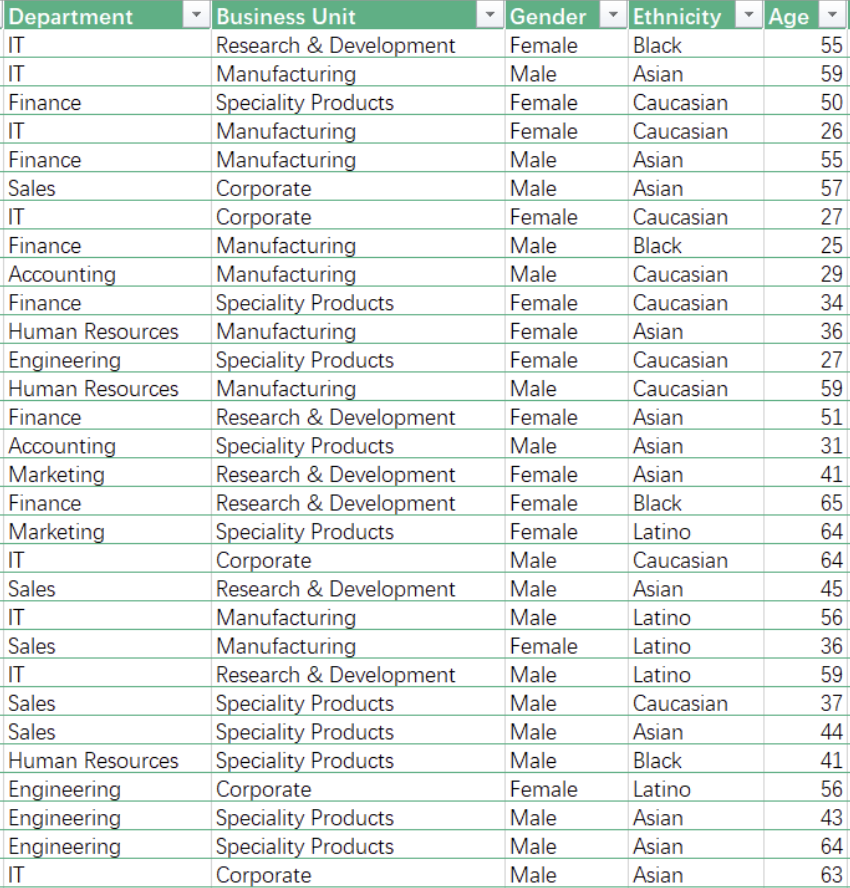 Department Business Unit Gender Ethnicity Age
IT Research & Development Female Black 55
IT Manufacturing Male Asian 59
Finance Speciality Products Female Caucasian 50
IT Manufacturing Female Caucasian 26
Finance Manufacturing Male Asian 55
Sales Corporate Male Asian 57
IT Corporate Female Caucasian 27
Finance Manufacturing Male Black 25
Accounting Manufacturing Male Caucasian 29
Finance Speciality Products Female Caucasian 34
Human Resources Manufacturing Female Asian 36
Engineering Speciality Products Female Caucasian 27
Human Resources Manufacturing Male Caucasian 59
Finance Research & Development Female Asian 51
Accounting Speciality Products Male Asian 31
Marketing Research & Development Female Asian 41
Finance Research & Development Female Black 65
Marketing Speciality Products Female Latino 64
IT Corporate Male Caucasian 64
Sales Research & Development Male Asian 45
IT Manufacturing Male Latino 56
Sales Manufacturing Female Latino 36
IT Research & Development Male Latino 59
Sales Speciality Products Male Caucasian 37
Sales Speciality Products Male Asian 44
Human Resources Speciality Products Male Black 41
Engineering Corporate Female Latino 56
Engineering Speciality Products Male Asian 43
Engineering Speciality Products Male Asian 64
IT Corporate Male Asian 63